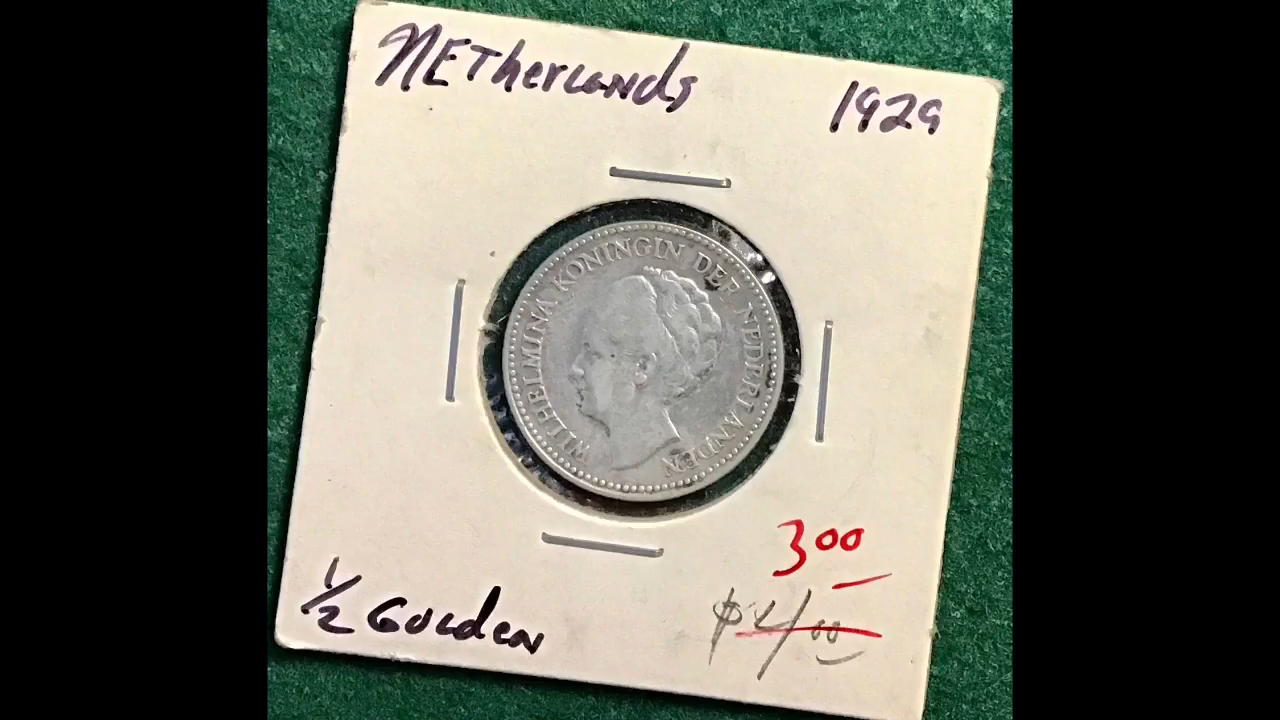 NETherlands 1929
WILHELMINA KONINGIN DER NEDERLANDEN
3.00
1/2 Gulden
$4.00